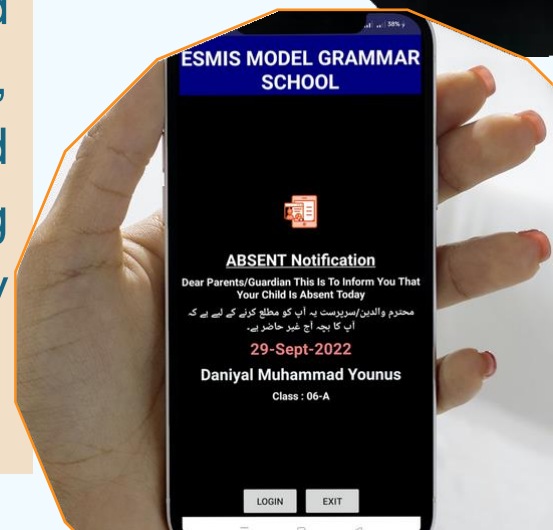 38%
ESMIS MODEL GRAMMAR
SCHOOL
ABSENT Notification
Dear Parents/Guardian This Is To Inform You That
Your Child Is Absent Today
محترم والدین/سرپرست یہ آپ کو مطلع کرنے کے لیے ہے کہ
آپ کا بچہ آج غیر حاضر ہے۔
29-Sept-2022
Daniyal Muhammad Younus
Class : 06-A
LOGIN
EXIT